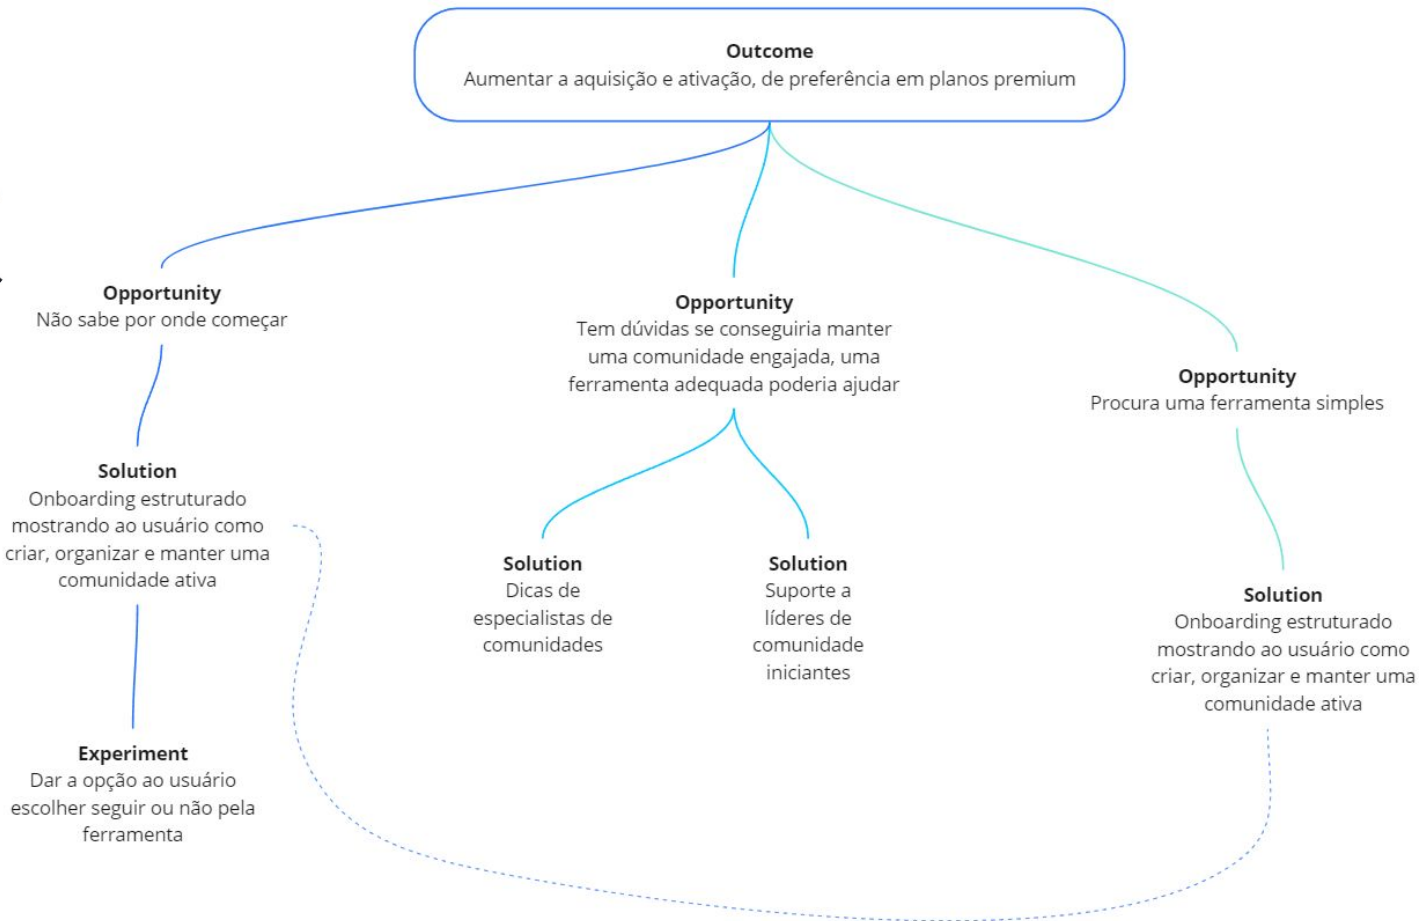 Outcome
Aumentar a aquisição e ativação, de preferência em planos premium
Opportunity
Não sabe por onde começar
Opportunity
Tem dúvidas se conseguiria manter
uma comunidade engajada, uma
ferramenta adequada poderia ajudar
Opportunity
Procura uma ferramenta simples
Solution
Onboarding estruturado
mostrando ao usuário como
criar, organizar e manter uma
comunidade ativa
Solution
Dicas de
especialistas de
comunidades
Solution
Suporte a
líderes de
comunidade
iniciantes
Solution
Onboarding estruturado
mostrando ao usuário como
criar, organizar e manter uma
comunidade ativa
Experiment
Dar a opção ao usuário
escolher seguir ou não pela
ferramenta